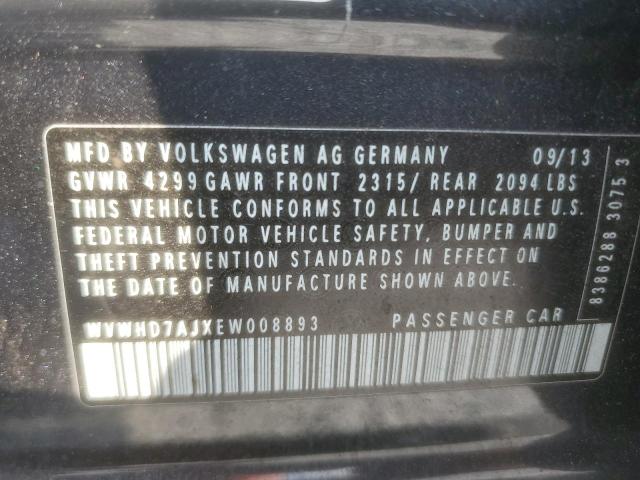 MFD BY VOLKSWAGEN AG GERMANY 09/13
GVWR 4299 GAWR FRONT 2315/ REAR 2094 LBS
THIS VEHICLE CONFORMS TO ALL APPLICABLE U.S.
FEDERAL MOTOR VEHICLE SAFETY, BUMPER AND
THEFT PREVENTION STANDARDS IN EFFECT ON
THE DATE OF MANUFACTURE SHOWN ABOVE.
WVWHD7AJXEW008893 PASSENGER CAR
8386288 3075 3